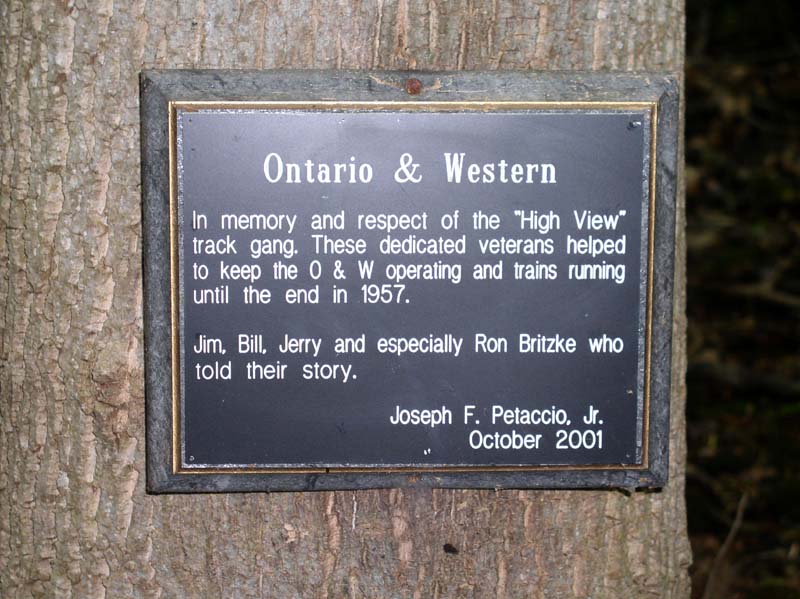 Ontario & Western
In memory and respect of the "High View"
track gang. These dedicated veterans helped
to keep the O & W operating and trains running
until the end in 1957.
Jim, Bill, Jerry and especially Ron Britzke who
told their story.
Joseph F. Petaccio, Jr.
October 2001